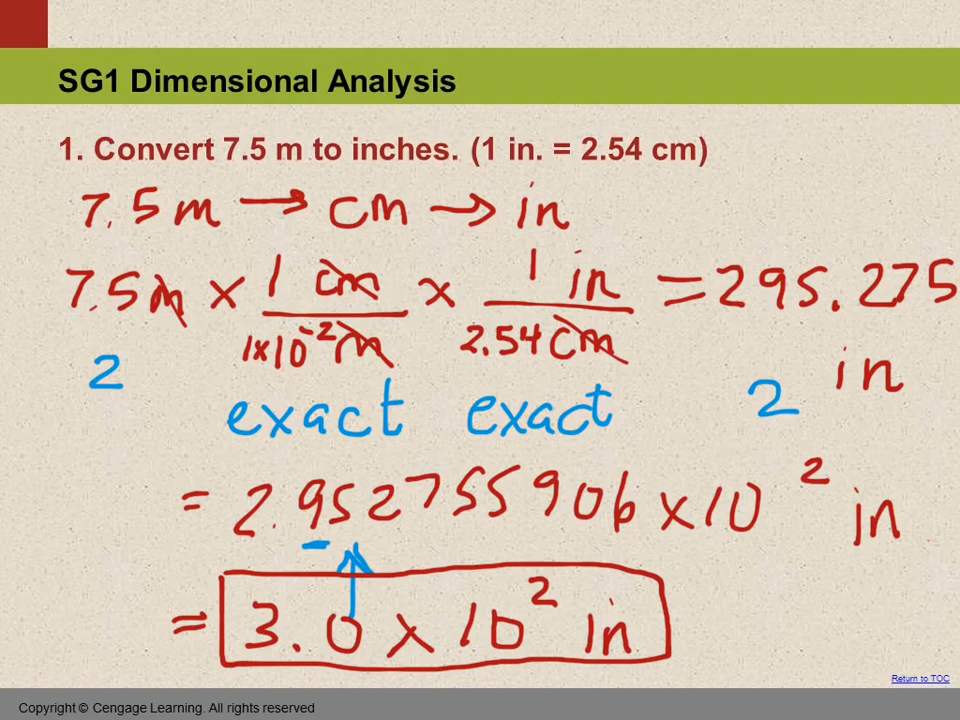 SG1 Dimensional Analysis
1. Convert 7.5 m to inches. (1 in. = 2.54 cm)
7.5 m → cm → in
7.5 m × 1 cm / 1×10⁻² m × 1 in / 2.54 cm = 295.275 in
2 exact exact 2
= 2.952755906 × 10² in
= 3.0 × 10² in
Return to TOC
Copyright © Cengage Learning. All rights reserved